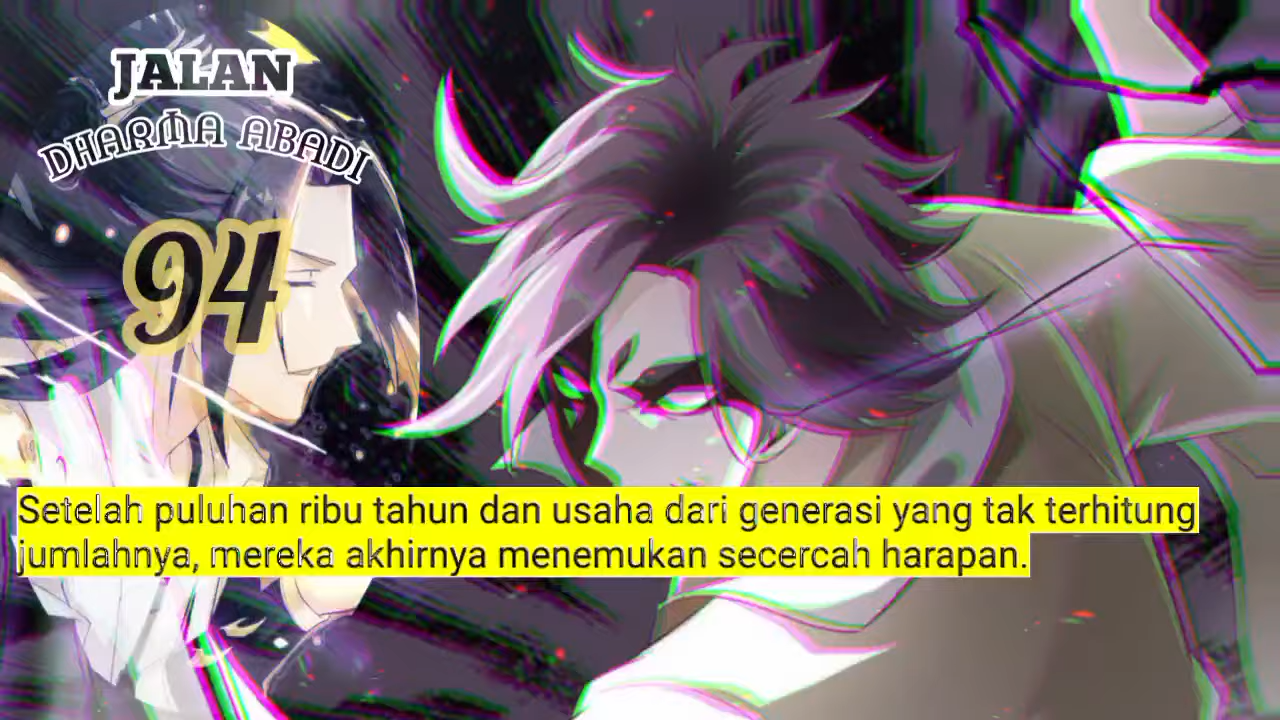 JALAN
DHARMA ABADI
94
Setelah puluhan ribu tahun dan usaha dari generasi yang tak terhitung
jumlahnya, mereka akhirnya menemukan secercah harapan.